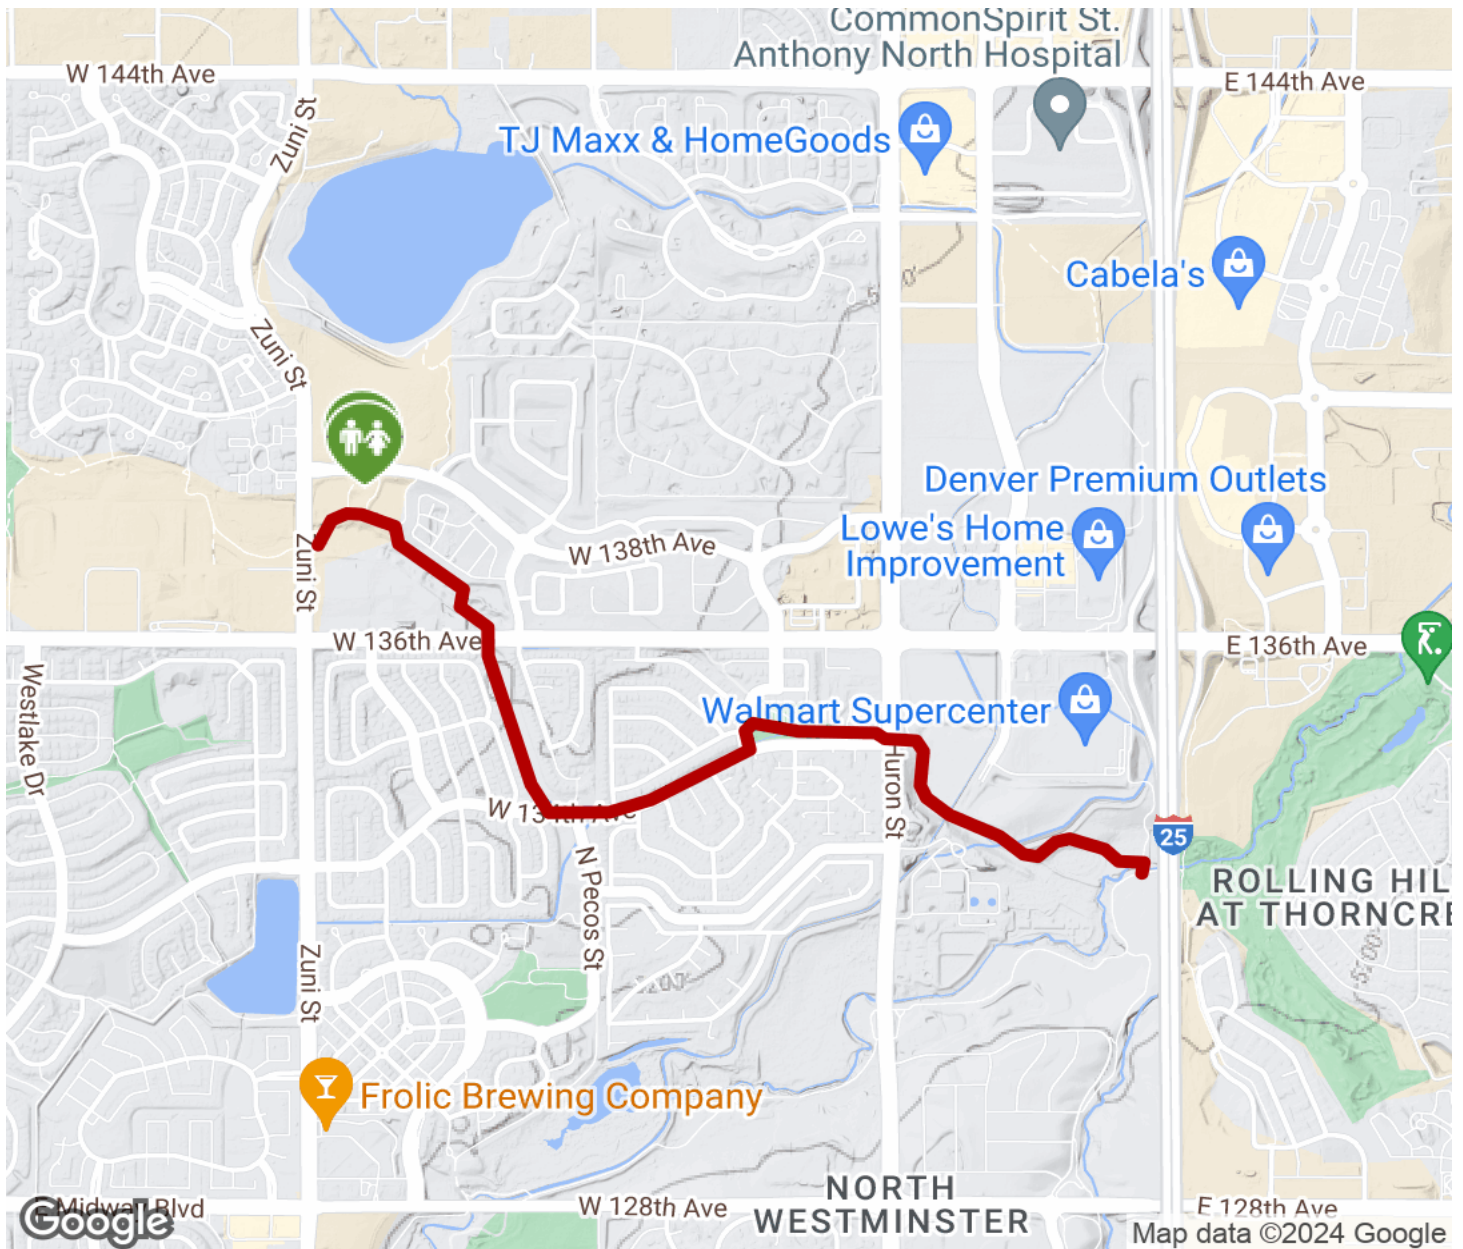 CommonSpirit St.
Anthony North Hospital
W 144th Ave
E 144th Ave
Zuni St
TJ Maxx & HomeGoods
Cabela's
Zuni St
Denver Premium Outlets
Lowe's Home
Improvement
W 138th Ave
Zuni St
W 136th Ave
E 136th Ave
Westlake Dr
Walmart Supercenter
Huron St
W 134th Ave
25
N Pecos St
ROLLING HIL
AT THORNCRE
Zuni St
Frolic Brewing Company
NORTH
WESTMINSTER
E Midway Blvd
W 128th Ave
E 128th Ave
Google
Map data ©2024 Google